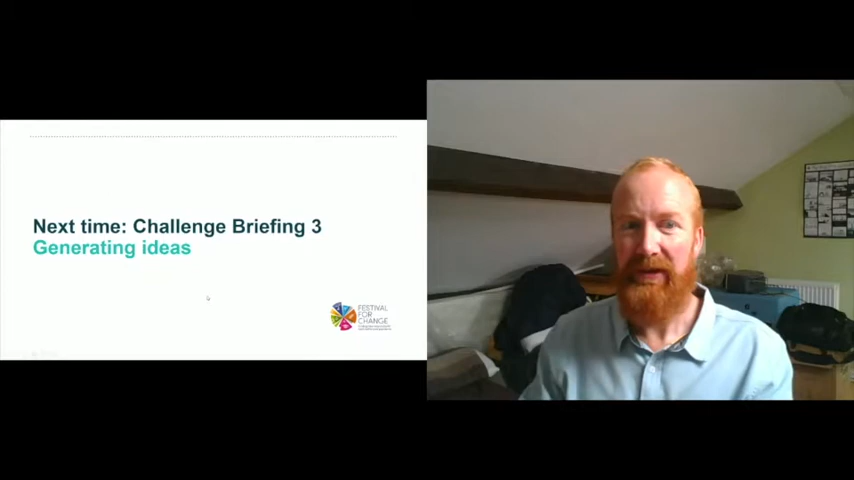 Next time: Challenge Briefing 3
Generating ideas
FESTIVAL
FOR
CHANGE